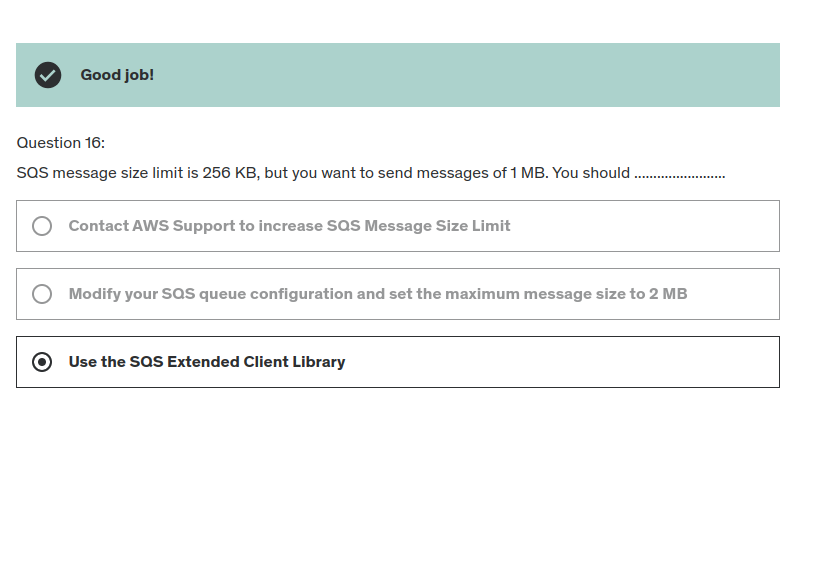 Good job!
Question 16:
SQS message size limit is 256 KB, but you want to send messages of 1 MB. You should ........................
Contact AWS Support to increase SQS Message Size Limit
Modify your SQS queue configuration and set the maximum message size to 2 MB
Use the SQS Extended Client Library